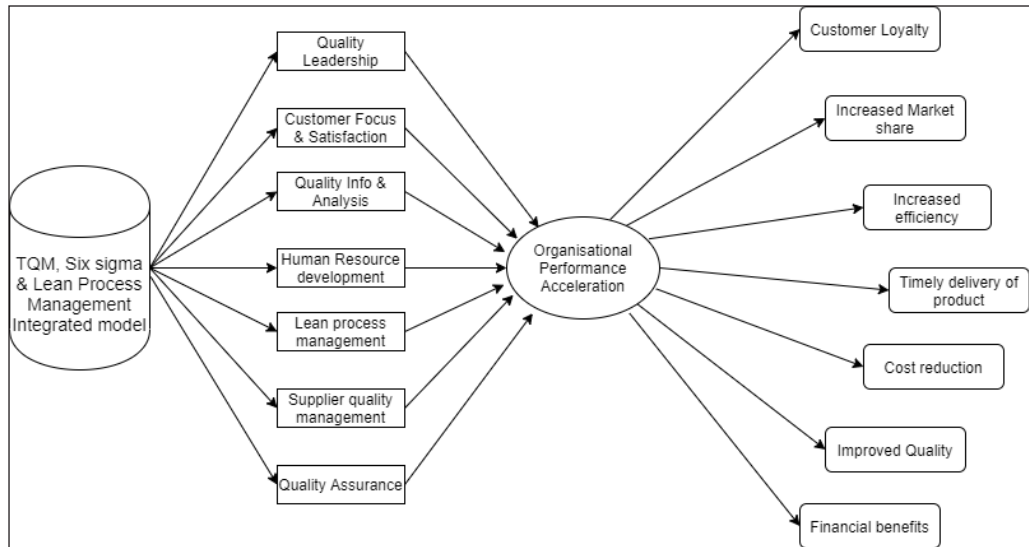 TQM, Six sigma
& Lean Process
Management
Integrated model
Quality
Leadership
Customer Focus
& Satisfaction
Quality Info &
Analysis
Human Resource
development
Lean process
management
Supplier quality
management
Quality Assurance
Organisational
Performance
Acceleration
Customer Loyalty
Increased Market
share
Increased
efficiency
Timely delivery of
product
Cost reduction
Improved Quality
Financial benefits